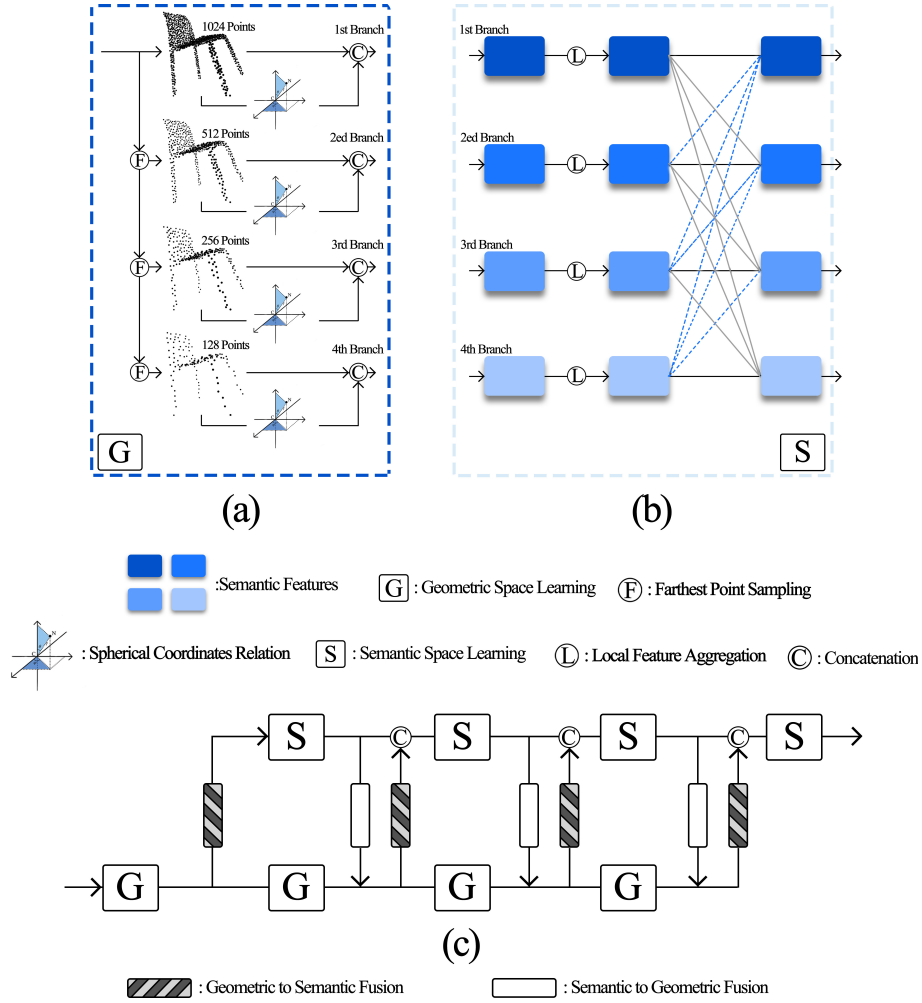 1024 Points
1st Branch
C
512 Points
2ed Branch
F
C
256 Points
3rd Branch
F
C
128 Points
4th Branch
F
C
G
(a)
1st Branch
L
2ed Branch
L
3rd Branch
L
4th Branch
L
S
(b)
:Semantic Features
G : Geometric Space Learning
F : Farthest Point Sampling
C N : Spherical Coordinates Relation
S : Semantic Space Learning
L : Local Feature Aggregation
C : Concatenation
S C S C S C S
G G G G
(c)
: Geometric to Semantic Fusion
: Semantic to Geometric Fusion